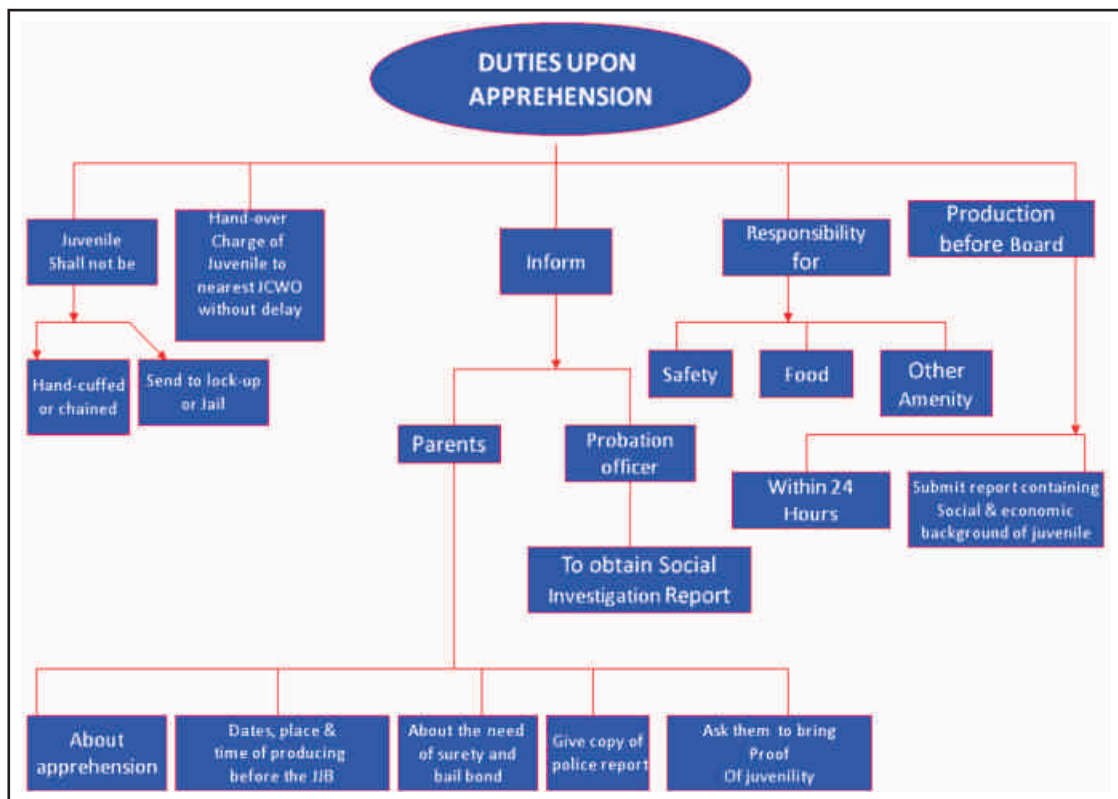 DUTIES UPON
APPREHENSION
Juvenile
Shall not be
Hand-over
Charge of
Juvenile to
nearest JCWO
without delay
Inform
Responsibility
for
Production
before Board
Hand-cuffed
or chained
Send to lock-up
or Jail
Safety
Food
Other
Amenity
Parents
Probation
officer
Within 24
Hours
Submit report containing
Social & economic
background of juvenile
To obtain Social
Investigation Report
About
apprehension
Dates, place &
time of producing
before the JJB
About the need
of surety and
bail bond
Give copy of
police report
Ask them to bring
Proof
Of juvenility